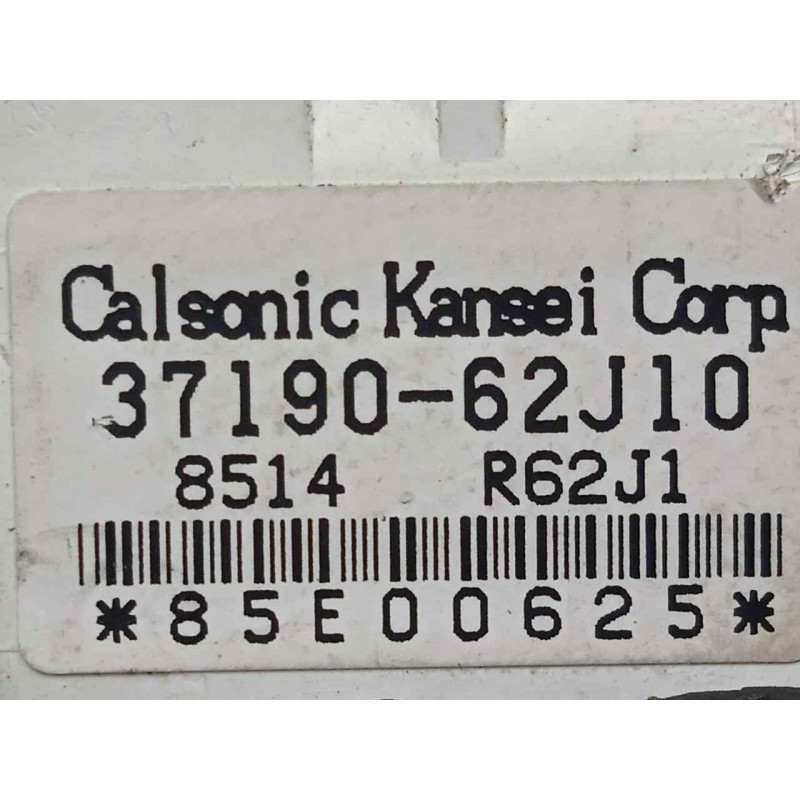 Calsonic Kansei Corp
37190-62J10
8514 R62J1
*85E00625*